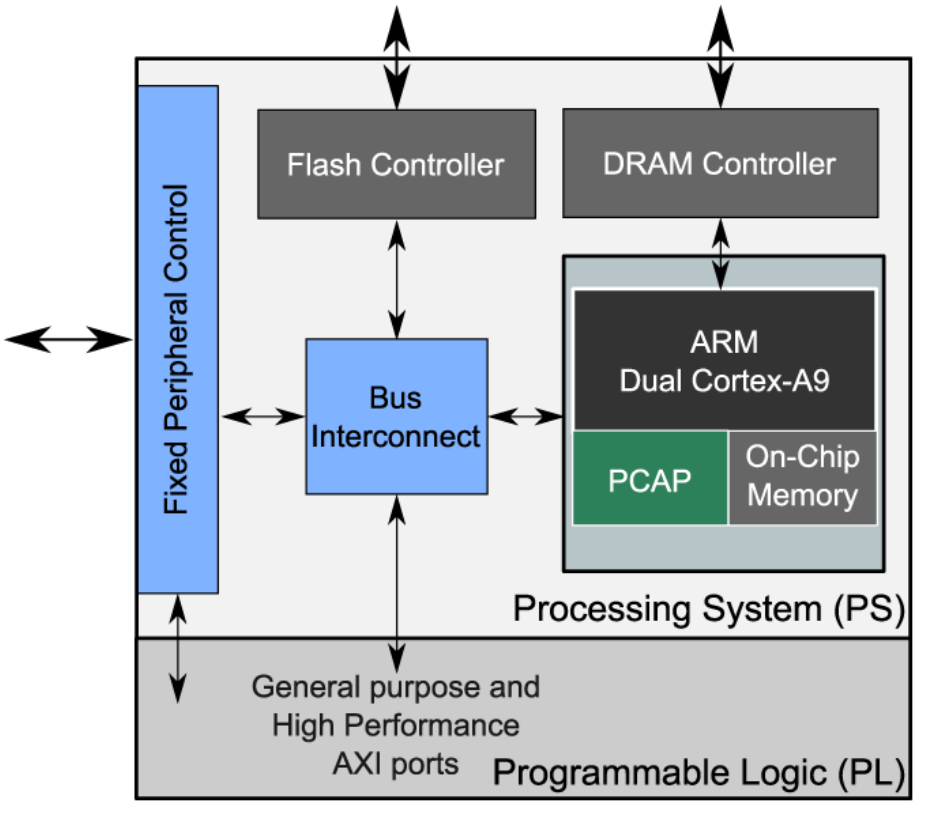 Flash Controller
DRAM Controller
Fixed Peripheral Control
ARM
Dual Cortex-A9
Bus
Interconnect
PCAP
On-Chip
Memory
Processing System (PS)
General purpose and
High Performance
AXI ports
Programmable Logic (PL)